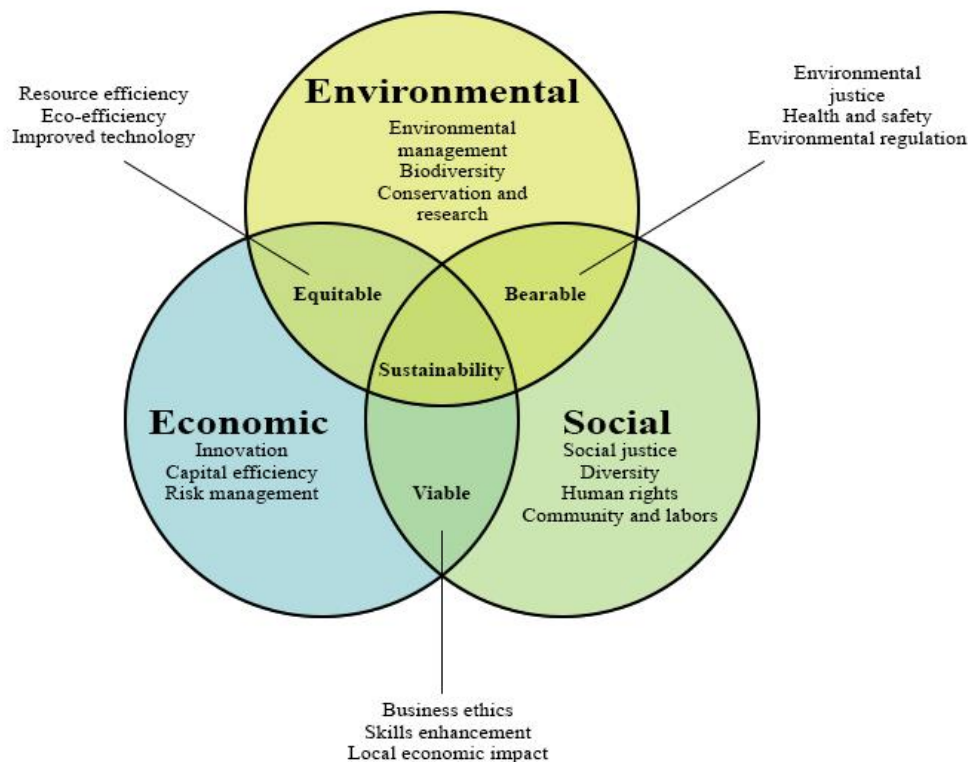 Environmental
Environmental
management
Biodiversity
Conservation and
research
Resource efficiency
Eco-efficiency
Improved technology
Environmental
justice
Health and safety
Environmental regulation
Equitable
Bearable
Sustainability
Economic
Innovation
Capital efficiency
Risk management
Social
Social justice
Diversity
Human rights
Community and labors
Viable
Business ethics
Skills enhancement
Local economic impact